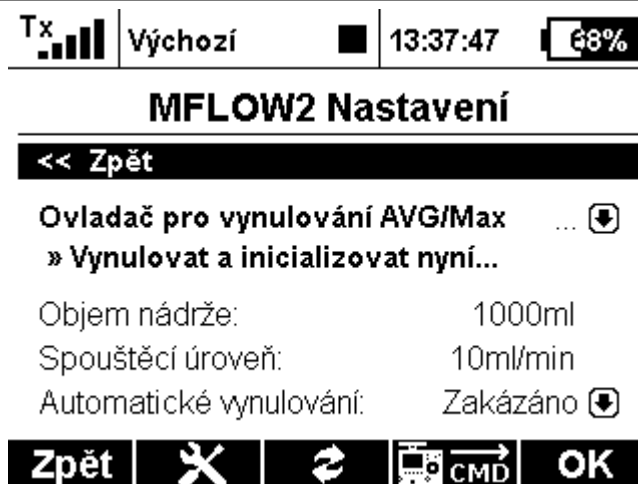 Tx Výchozí 13:37:47 68%
MFLOW2 Nastavení
<< Zpět
Ovladač pro vynulování AVG/Max ...
» Vynulovat a inicializovat nyní...
Objem nádrže: 1000ml
Spouštěcí úroveň: 10ml/min
Automatické vynulování: Zakázáno
Zpět CMD OK